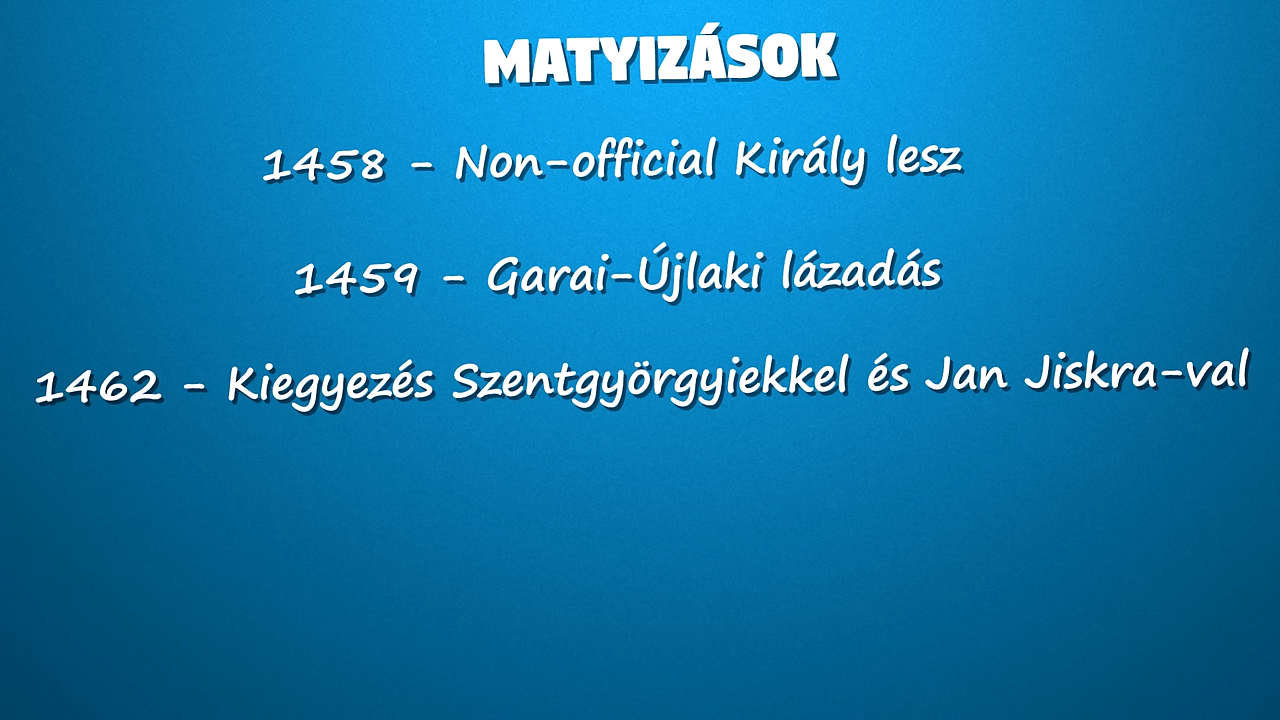 MATYIZÁSOK
1458 - Non-official Király lesz
1459 - Garai-Újlaki lázadás
1462 - Kiegyezés Szentgyörgyiekkel és Jan Jiskra-val